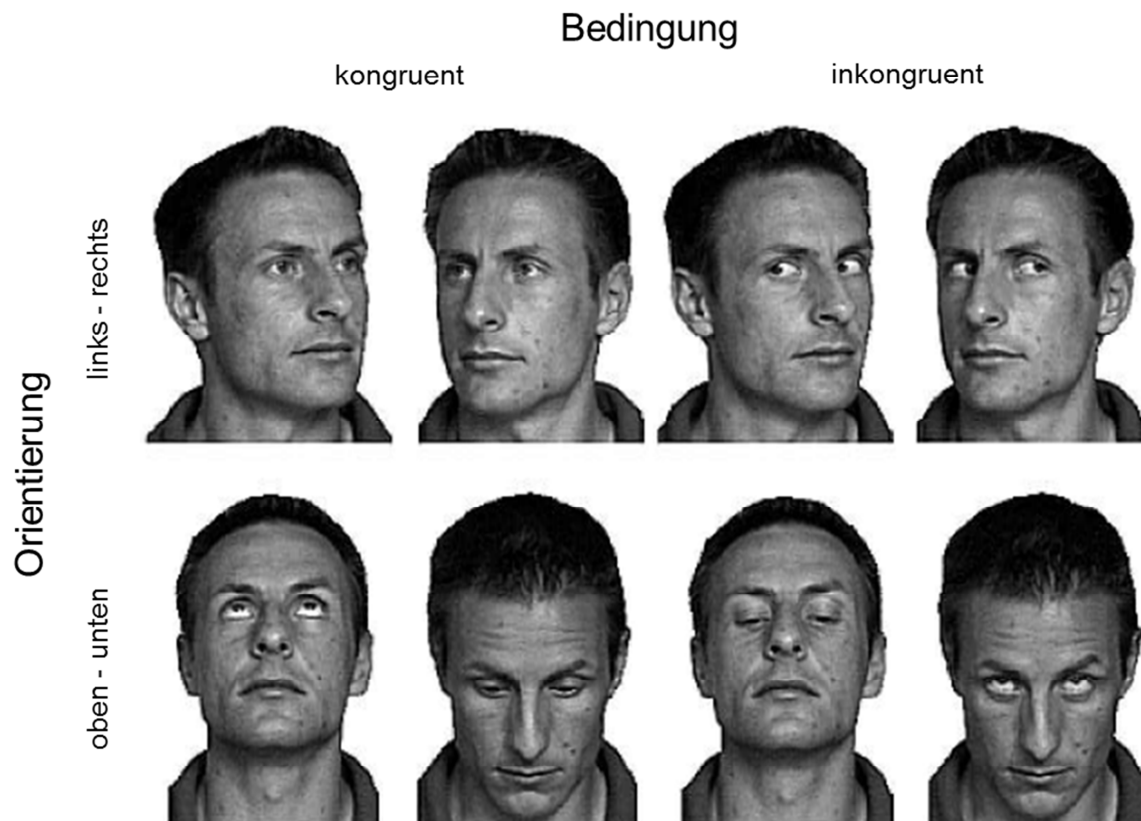 Bedingung
kongruent
inkongruent
Orientierung
links - rechts
oben - unten